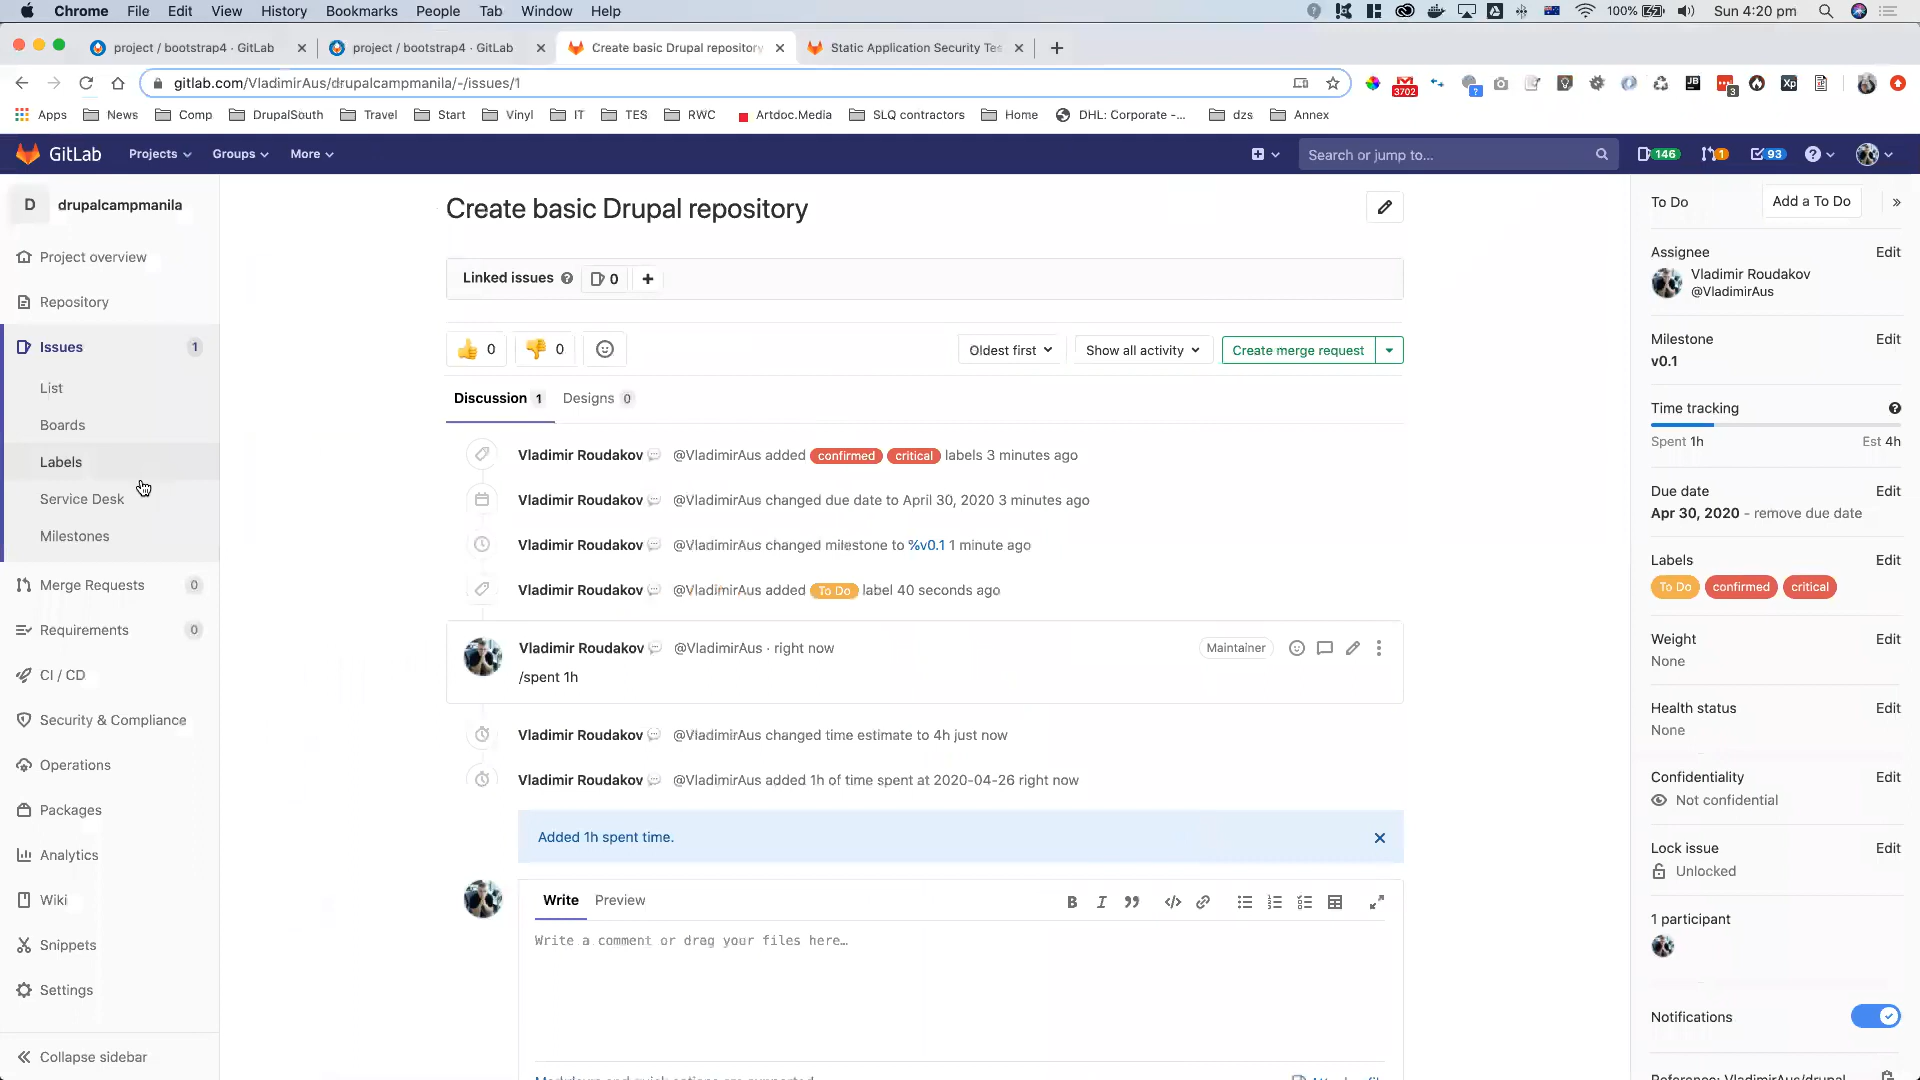 Chrome File Edit View History Bookmarks People Tab Window Help 100% Sun 4:20 pm
project / bootstrap4 · GitLab project / bootstrap4 · GitLab Create basic Drupal repository Static Application Security Tes
gitlab.com/VladimirAus/drupalcampmanila/-/issues/1
3702 ? JB 3 Xp
Apps News Comp DrupalSouth Travel Start Vinyl IT TES RWC Artdoc.Media SLQ contractors Home DHL: Corporate -... dzs Annex
GitLab Projects Groups More Search or jump to... 146 1 93
D drupalcampmanila
Project overview
Repository
Issues 1
List
Boards
Labels
Service Desk
Milestones
Merge Requests 0
Requirements 0
CI / CD
Security & Compliance
Operations
Packages
Analytics
Wiki
Snippets
Settings
Collapse sidebar
Create basic Drupal repository
Linked issues 0
0 0 Oldest first Show all activity Create merge request
Discussion 1 Designs 0
Vladimir Roudakov @VladimirAus added confirmed critical labels 3 minutes ago
Vladimir Roudakov @VladimirAus changed due date to April 30, 2020 3 minutes ago
Vladimir Roudakov @VladimirAus changed milestone to %v0.1 1 minute ago
Vladimir Roudakov @VladimirAus added To Do label 40 seconds ago
Vladimir Roudakov @VladimirAus · right now Maintainer
/spent 1h
Vladimir Roudakov @VladimirAus changed time estimate to 4h just now
Vladimir Roudakov @VladimirAus added 1h of time spent at 2020-04-26 right now
Added 1h spent time.
Write Preview
Write a comment or drag your files here…
Markdown and quick actions are supported
To Do Add a To Do
Assignee Edit
Vladimir Roudakov
@VladimirAus
Milestone Edit
v0.1
Time tracking
Spent 1h Est 4h
Due date Edit
Apr 30, 2020 - remove due date
Labels Edit
To Do confirmed critical
Weight Edit
None
Health status Edit
None
Confidentiality Edit
Not confidential
Lock issue Edit
Unlocked
1 participant
Notifications
Reference: VladimirAus/drupal